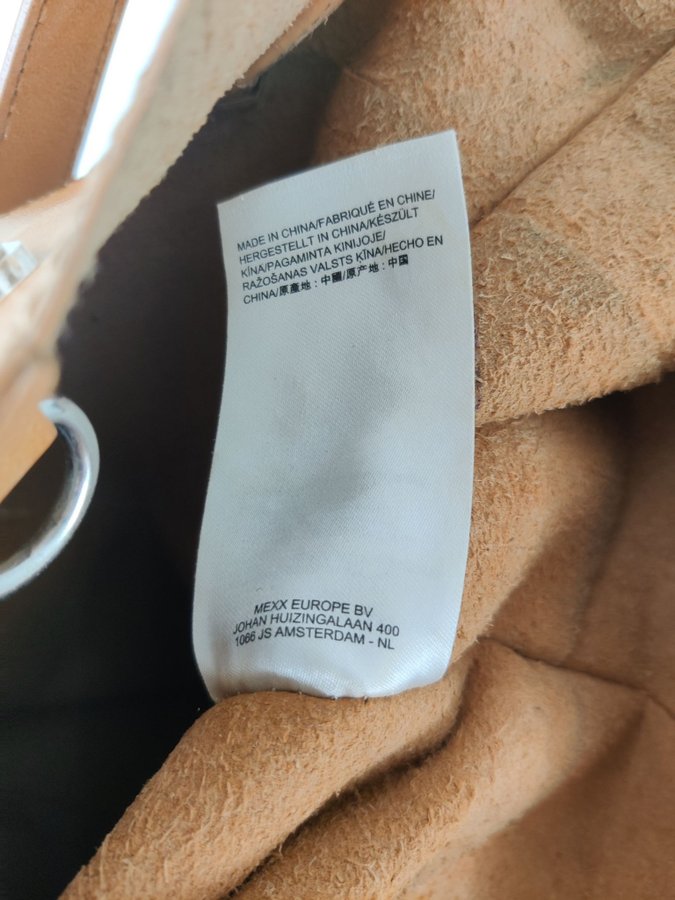 MADE IN CHINA/FABRIQUÉ EN CHINE/
HERGESTELLT IN CHINA/KÉSZÜLT
KÍNA/PAGAMINTA KINIJOJE/
RAŽOŠANAS VALSTS ĶĪNA/HECHO EN
CHINA/原產地：中國/原产地：中国
MEXX EUROPE BV
JOHAN HUIZINGALAAN 400
1066 JS AMSTERDAM - NL